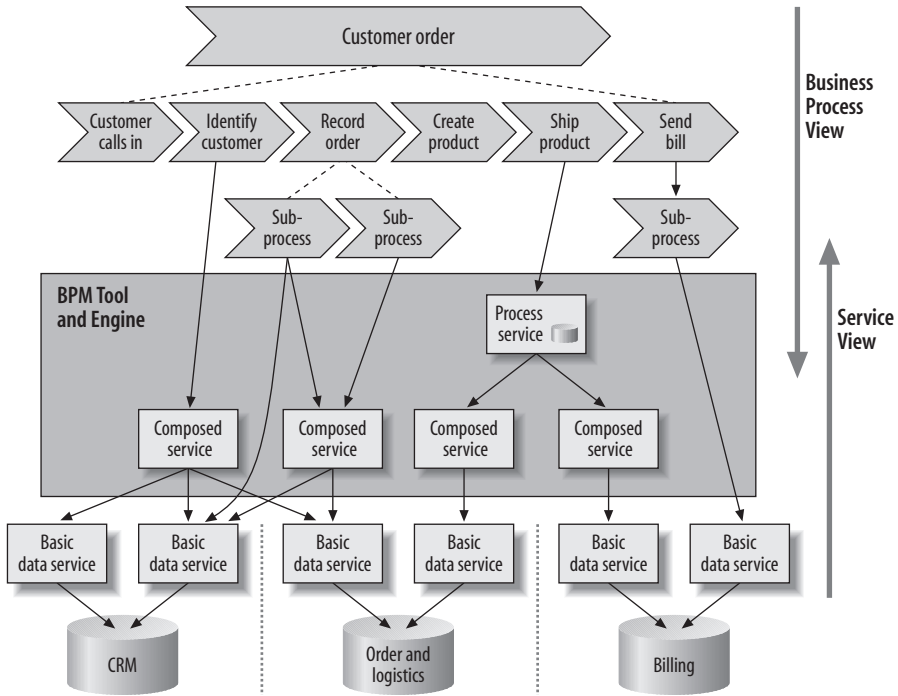 Customer order
Business
Process
View
Customer
calls in
Identify
customer
Record
order
Create
product
Ship
product
Send
bill
Sub-
process
Sub-
process
Sub-
process
BPM Tool
and Engine
Process
service
Service
View
Composed
service
Composed
service
Composed
service
Composed
service
Basic
data service
Basic
data service
Basic
data service
Basic
data service
Basic
data service
Basic
data service
CRM
Order and
logistics
Billing